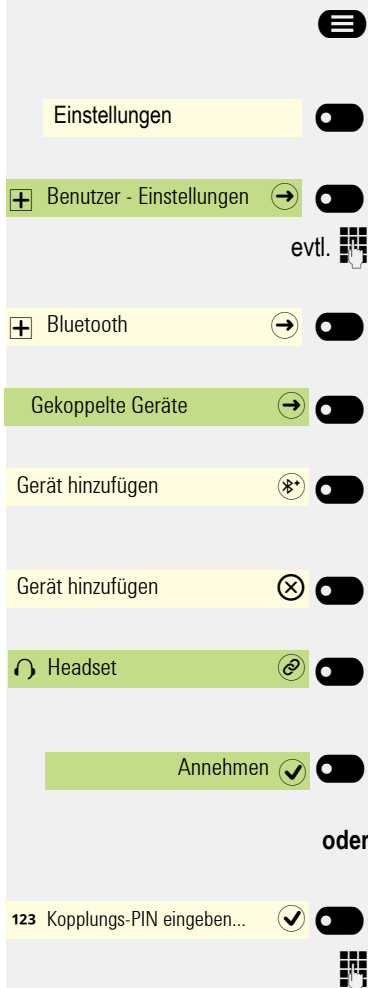 Einstellungen
Benutzer - Einstellungen
evtl.
Bluetooth
Gekoppelte Geräte
Gerät hinzufügen
Gerät hinzufügen
Headset
Annehmen
oder
123 Kopplungs-PIN eingeben...